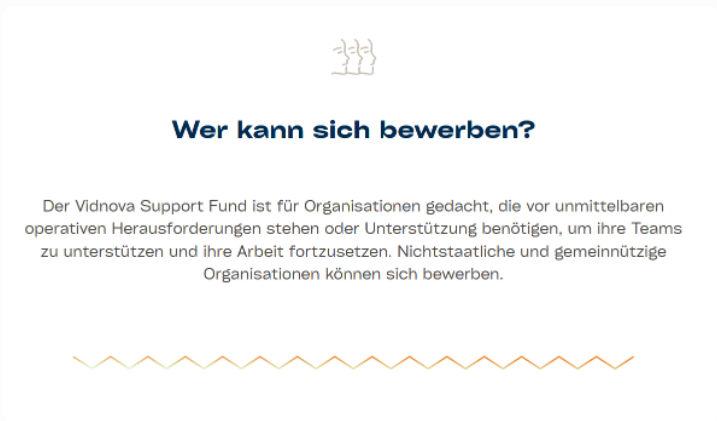 Wer kann sich bewerben?
Der Vidnova Support Fund ist für Organisationen gedacht, die vor unmittelbaren
operativen Herausforderungen stehen oder Unterstützung benötigen, um ihre Teams
zu unterstützen und ihre Arbeit fortzusetzen. Nichtstaatliche und gemeinnützige
Organisationen können sich bewerben.